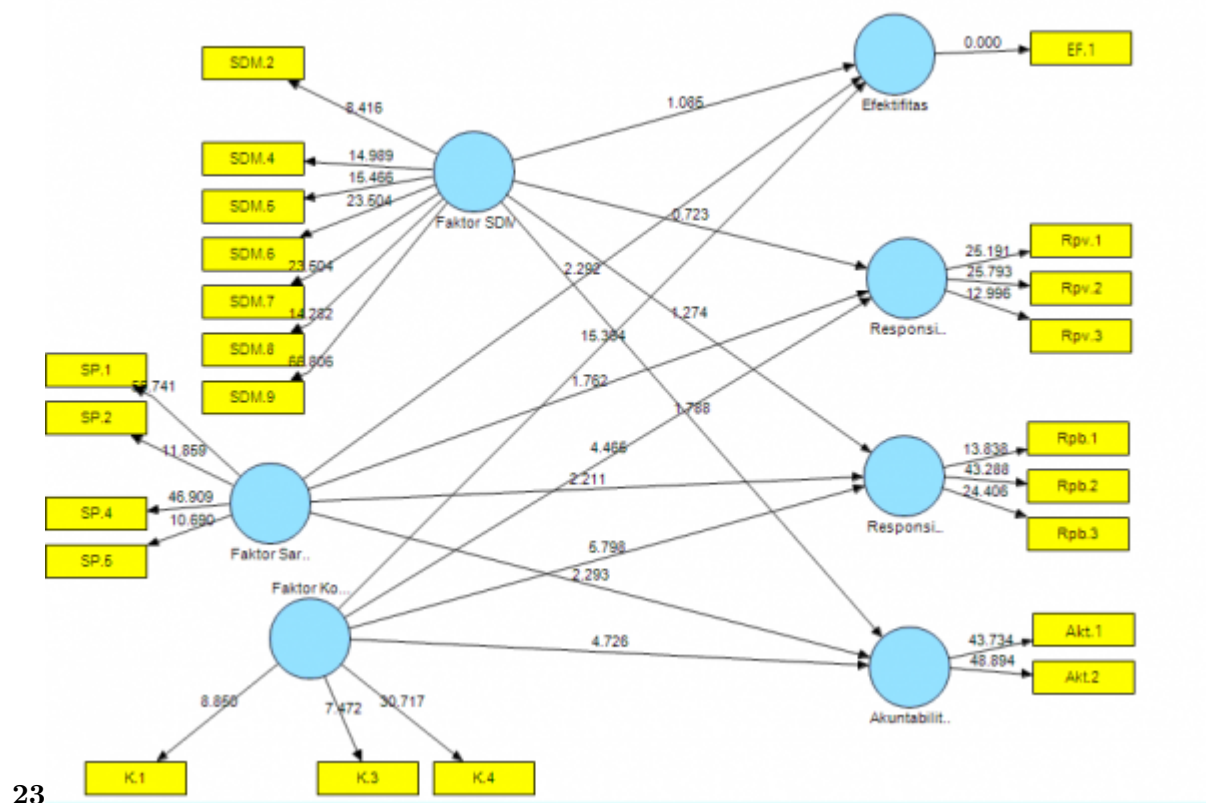 SDM.2
8.416
SDM.4
14.989
SDM.5
15.466
SDM.6
23.504
SDM.7
23.504
SDM.8
14.282
SDM.9
66.806
Faktor SDM
SP.1
SP.2
11.859
SP.4
46.909
SP.5
10.690
Faktor Sar..
Faktor Ko...
8.850
7.472
30.717
K.1
K.3
K.4
1.085
0.723
1.274
1.788
2.292
1.762
2.211
2.293
15.394
4.466
5.798
4.726
Efektifitas
0.000
EF.1
Responsi..
25.191
Rpv.1
25.793
Rpv.2
12.996
Rpv.3
Responsi..
13.838
Rpb.1
43.288
Rpb.2
24.406
Rpb.3
Akuntabilit..
43.734
Akt.1
48.894
Akt.2
23